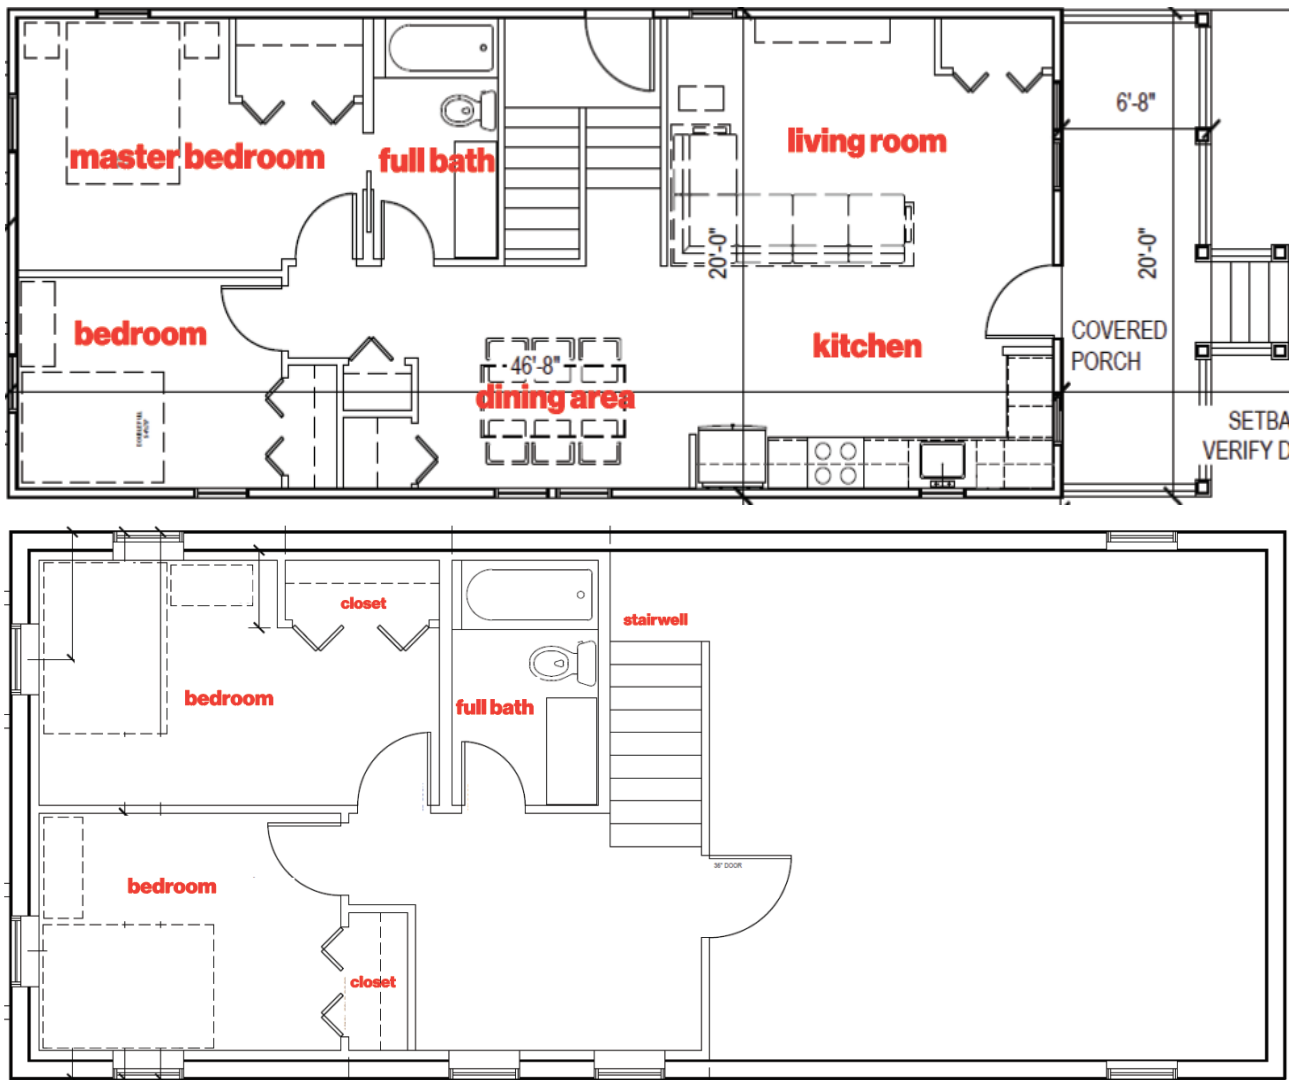 master bedroom
full bath
living room
6'-8"
20'-0"
20'-0"
bedroom
kitchen
COVERED
PORCH
46'-8"
dining area
SETBA
VERIFY D
closet
stairwell
bedroom
full bath
36" DOOR
bedroom
closet